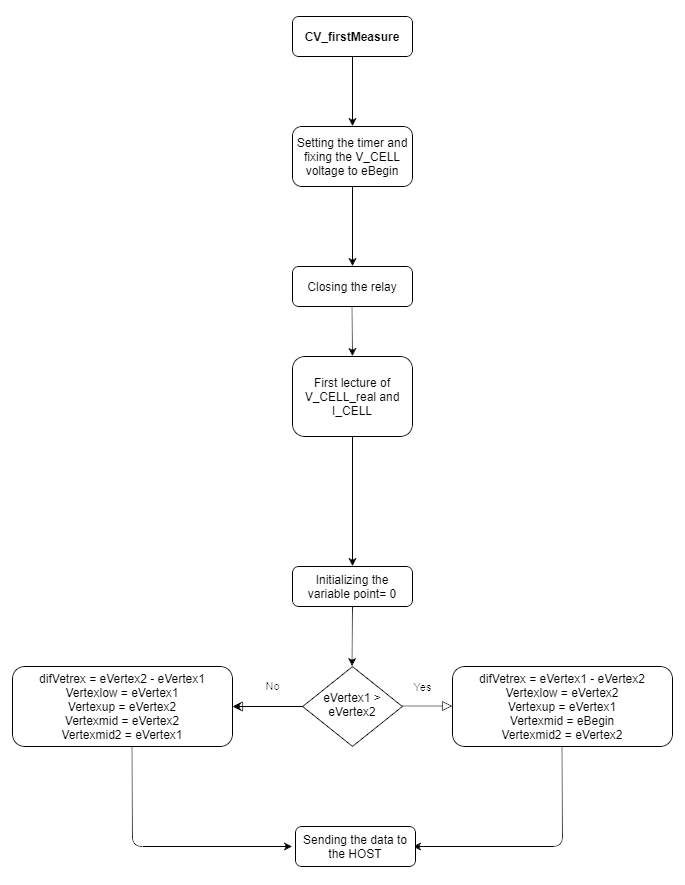 CV_firstMeasure
Setting the timer and
fixing the V_CELL
voltage to eBegin
Closing the relay
First lecture of
V_CELL_real and
I_CELL
Initializing the
variable point= 0
eVertex1 >
eVertex2
No
Yes
difVetrex = eVertex2 - eVertex1
Vertexlow = eVertex1
Vertexup = eVertex2
Vertexmid = eVertex2
Vertexmid2 = eVertex1
difVetrex = eVertex1 - eVertex2
Vertexlow = eVertex2
Vertexup = eVertex1
Vertexmid = eBegin
Vertexmid2 = eVertex2
Sending the data to
the HOST